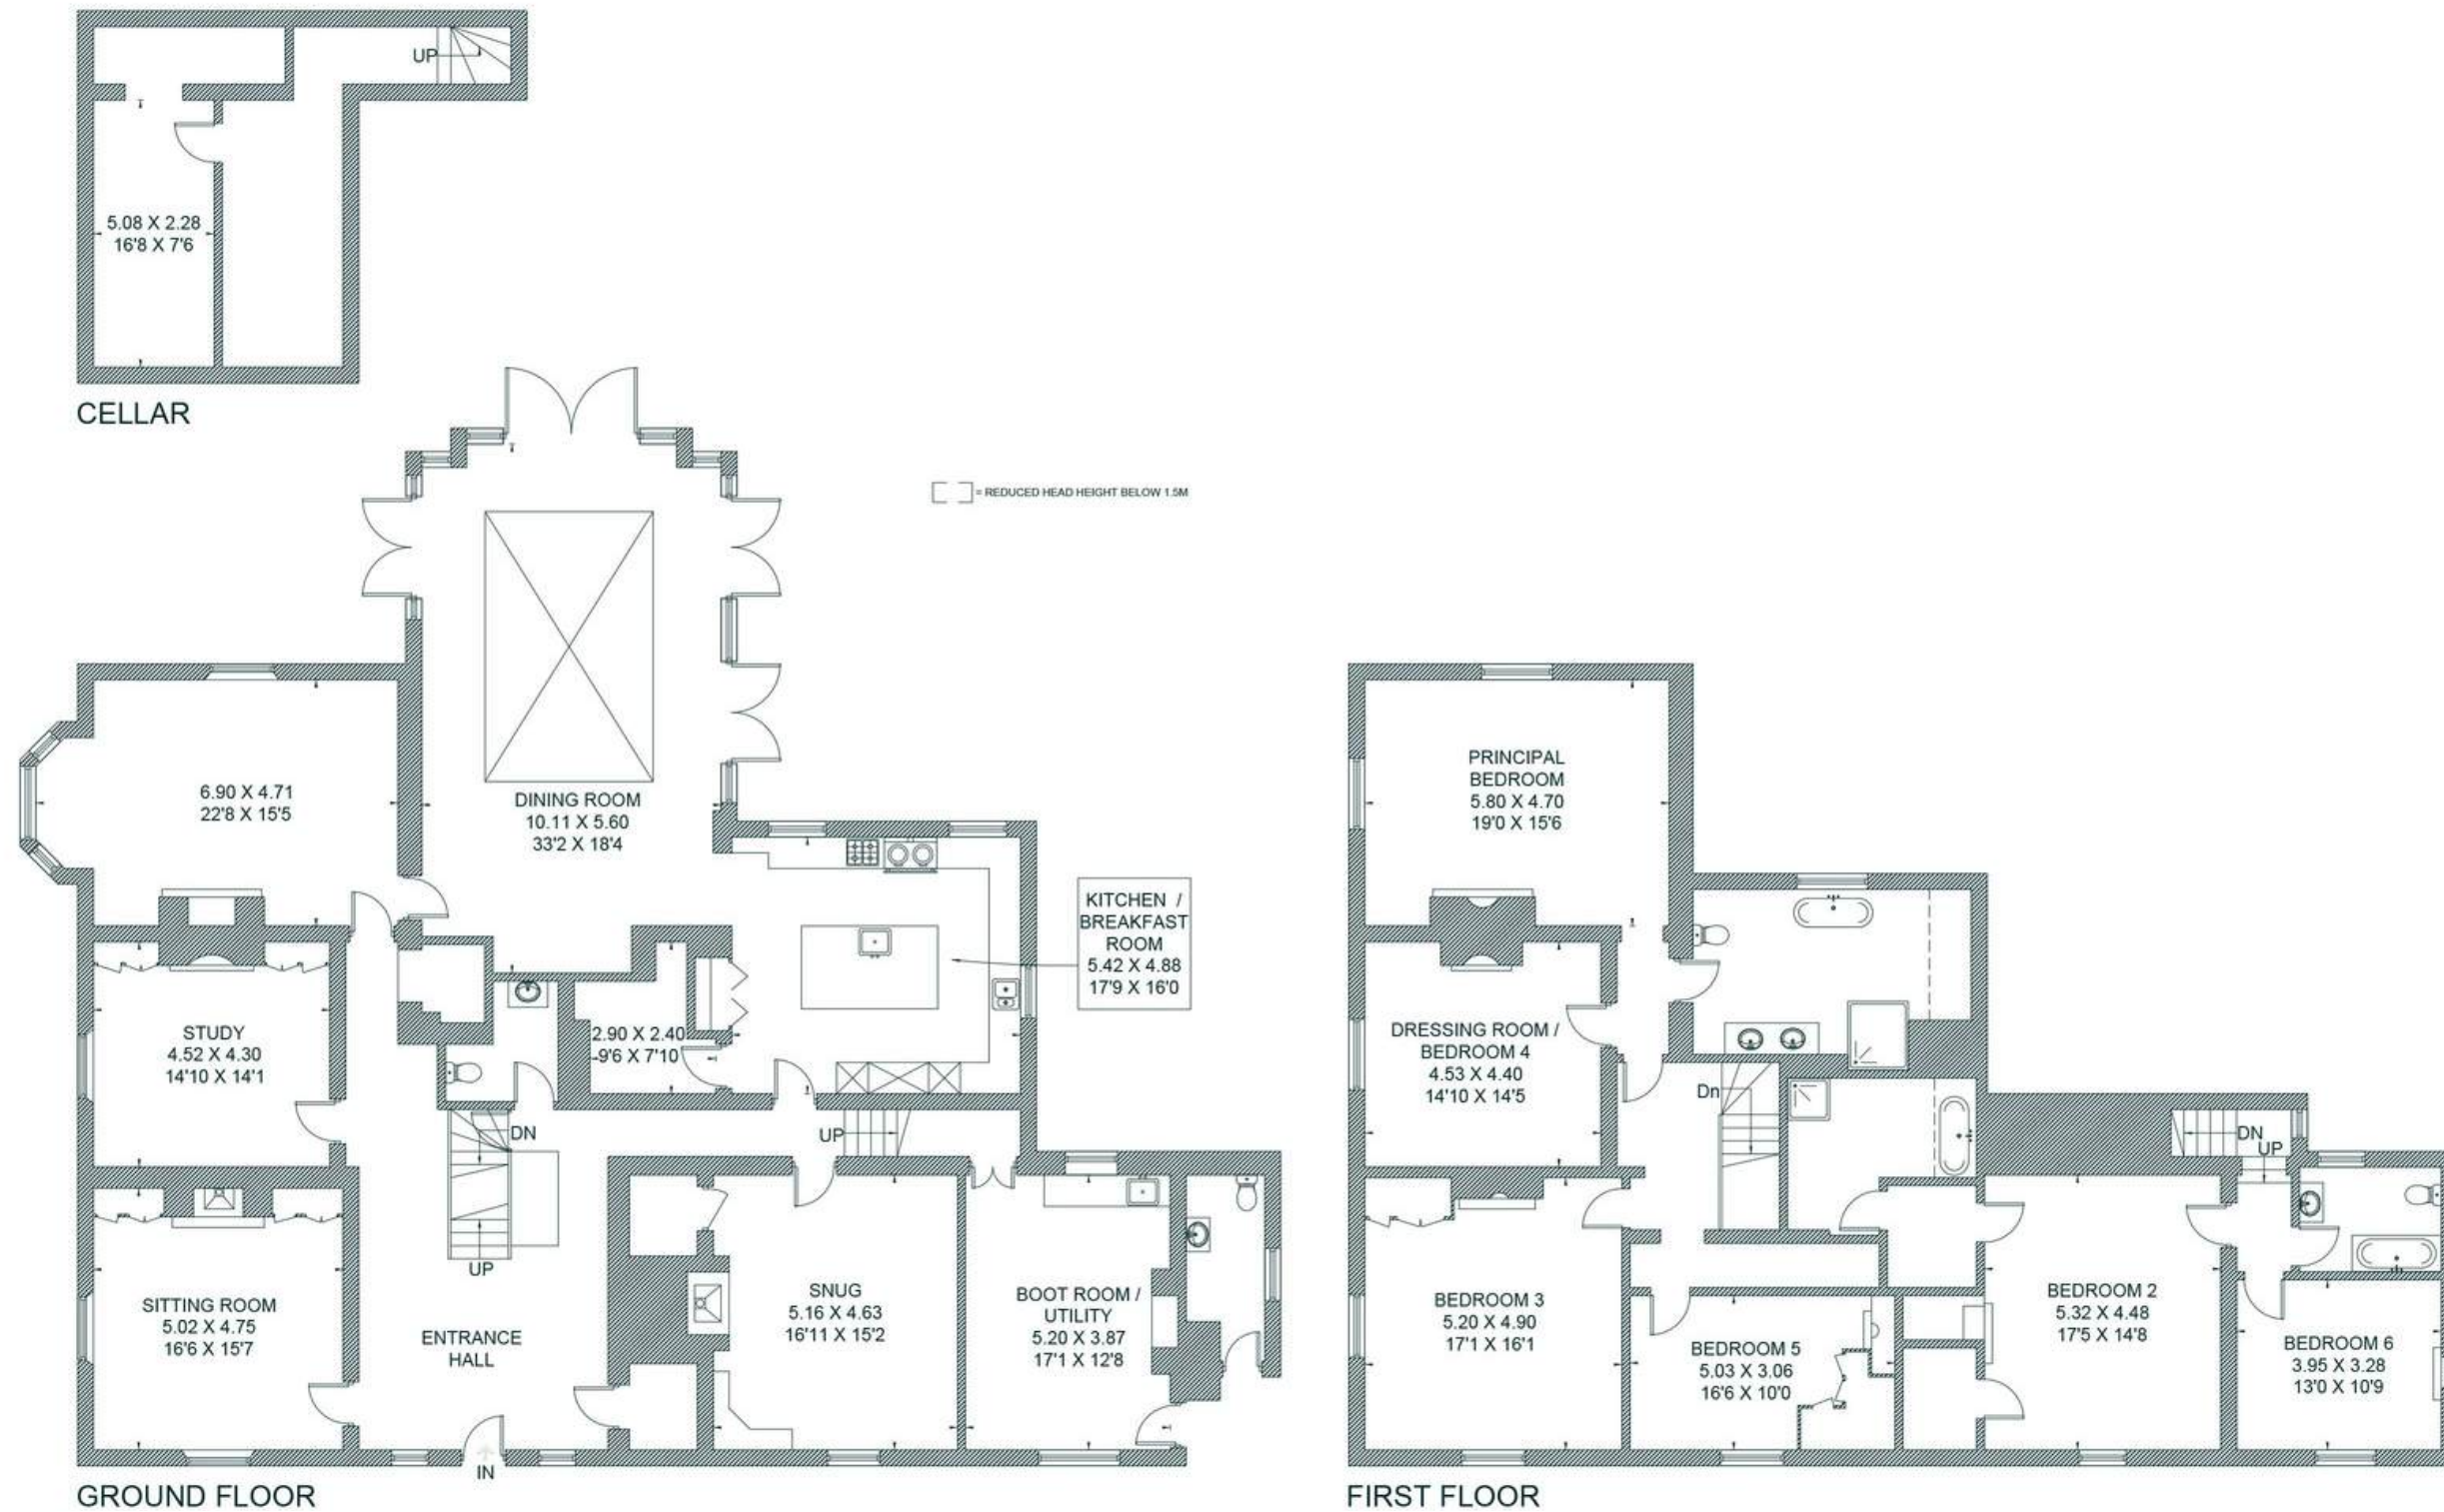 UP
5.08 X 2.28
16'8 X 7'6
CELLAR
= REDUCED HEAD HEIGHT BELOW 1.5M
6.90 X 4.71
22'8 X 15'5
DINING ROOM
10.11 X 5.60
33'2 X 18'4
KITCHEN /
BREAKFAST
ROOM
5.42 X 4.88
17'9 X 16'0
STUDY
4.52 X 4.30
14'10 X 14'1
2.90 X 2.40
9'6 X 7'10
DN
UP
UP
SITTING ROOM
5.02 X 4.75
16'6 X 15'7
ENTRANCE
HALL
SNUG
5.16 X 4.63
16'11 X 15'2
BOOT ROOM /
UTILITY
5.20 X 3.87
17'1 X 12'8
IN
GROUND FLOOR
PRINCIPAL
BEDROOM
5.80 X 4.70
19'0 X 15'6
DRESSING ROOM /
BEDROOM 4
4.53 X 4.40
14'10 X 14'5
Dn
DN
UP
BEDROOM 3
5.20 X 4.90
17'1 X 16'1
BEDROOM 5
5.03 X 3.06
16'6 X 10'0
BEDROOM 2
5.32 X 4.48
17'5 X 14'8
BEDROOM 6
3.95 X 3.28
13'0 X 10'9
FIRST FLOOR